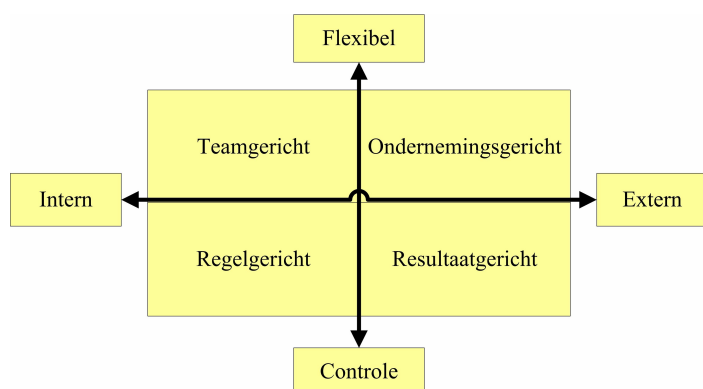 Flexibel
Teamgericht
Ondernemingsgericht
Intern
Extern
Regelgericht
Resultaatgericht
Controle